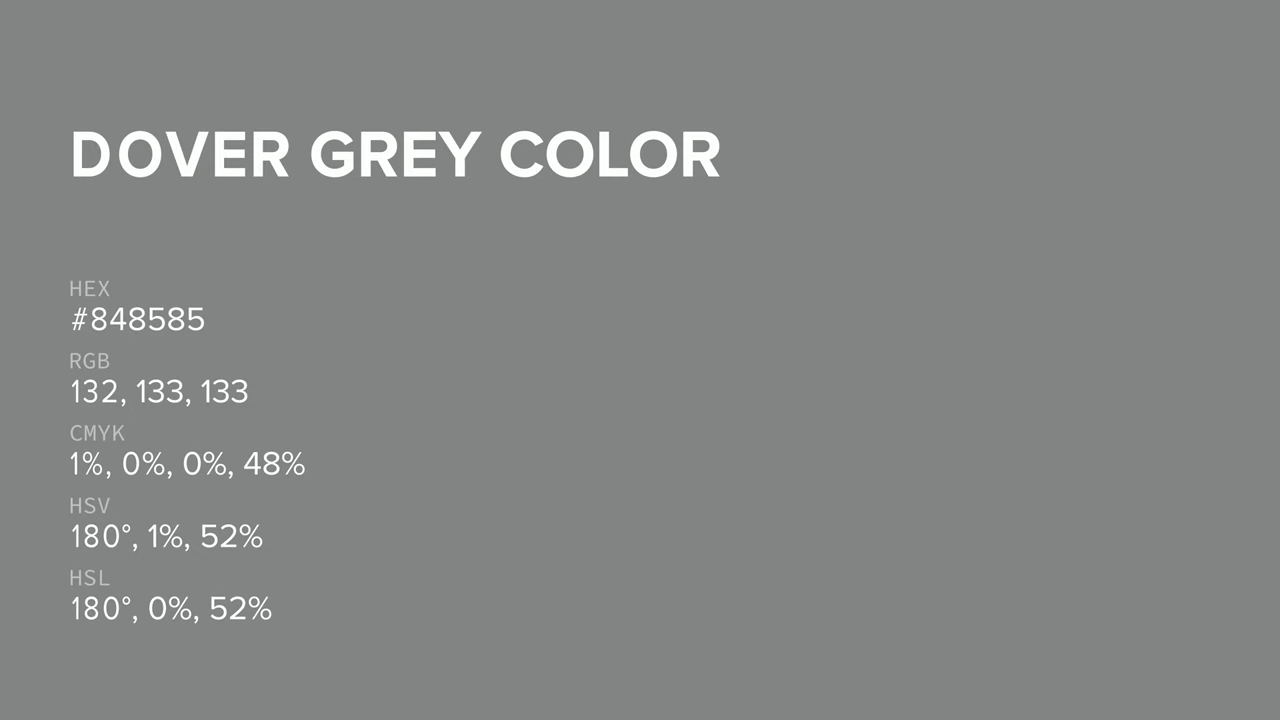 DOVER GREY COLOR
HEX
#848585
RGB
132, 133, 133
CMYK
1%, 0%, 0%, 48%
HSV
180°, 1%, 52%
HSL
180°, 0%, 52%